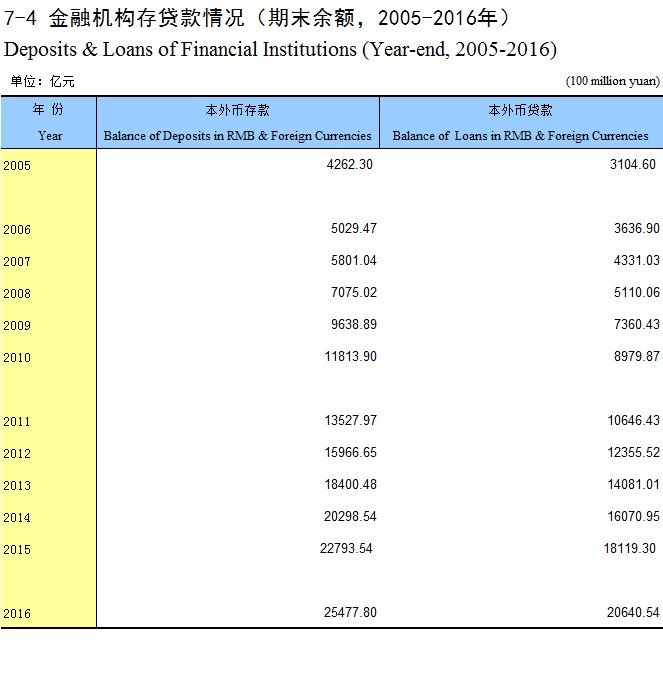 7-4 金融机构存贷款情况（期末余额，2005-2016年）
Deposits & Loans of Financial Institutions (Year-end, 2005-2016)
单位：亿元 (100 million yuan)
年 份 本外币存款 本外币贷款
Year Balance of Deposits in RMB & Foreign Currencies Balance of Loans in RMB & Foreign Currencies
2005 4262.30 3104.60
2006 5029.47 3636.90
2007 5801.04 4331.03
2008 7075.02 5110.06
2009 9638.89 7360.43
2010 11813.90 8979.87
2011 13527.97 10646.43
2012 15966.65 12355.52
2013 18400.48 14081.01
2014 20298.54 16070.95
2015 22793.54 18119.30
2016 25477.80 20640.54